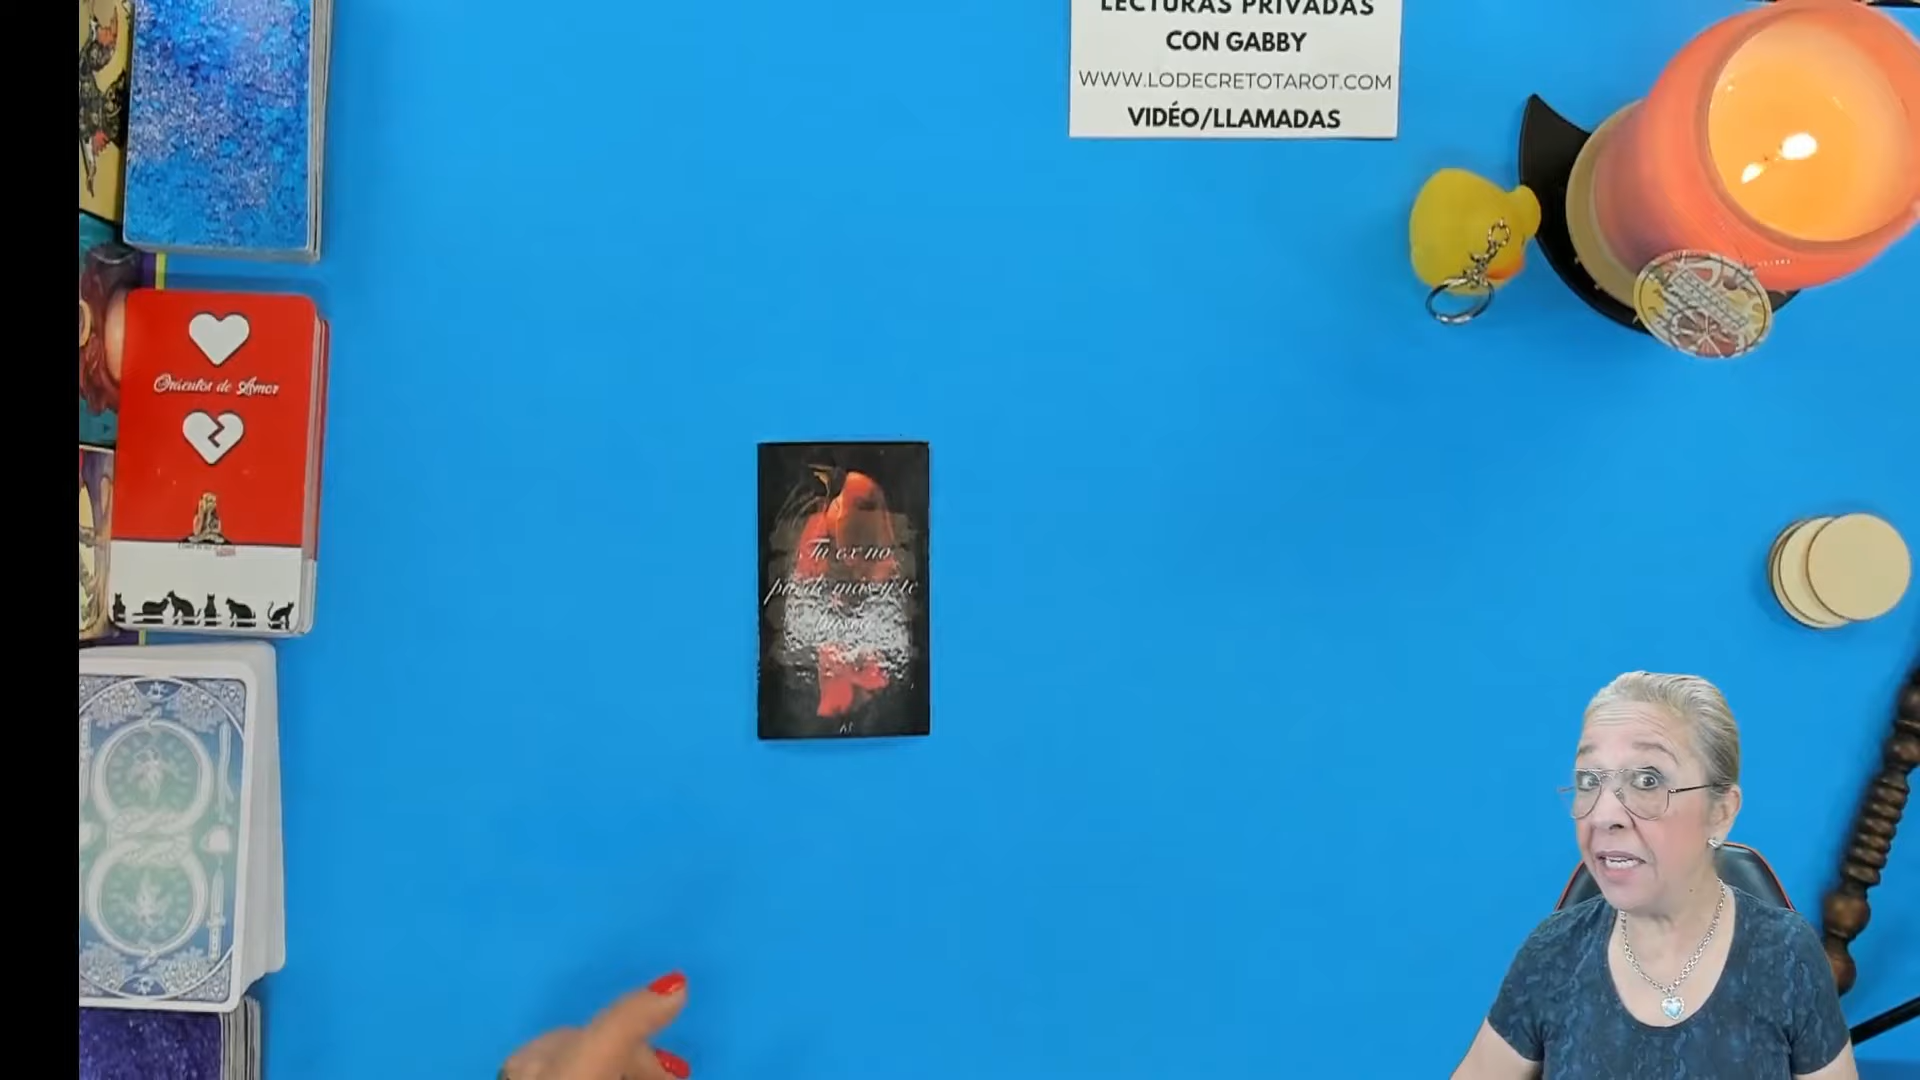 LECTURAS PRIVADAS
CON GABBY
WWW.LODECRETOTAROT.COM
VIDÉO/LLAMADAS
Oráculos de Amor
Tu ex no
puede más y te
busca